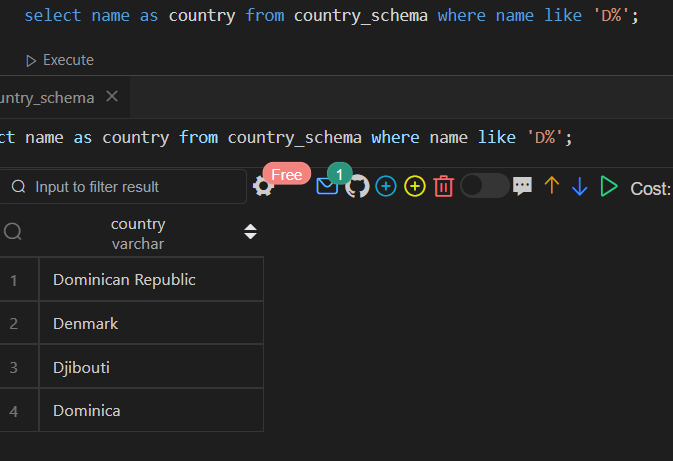 select name as country from country_schema where name like 'D%';
Execute
untry_schema
ct name as country from country_schema where name like 'D%';
Input to filter result
Free
1
Cost:
country
varchar
1 Dominican Republic
2 Denmark
3 Djibouti
4 Dominica